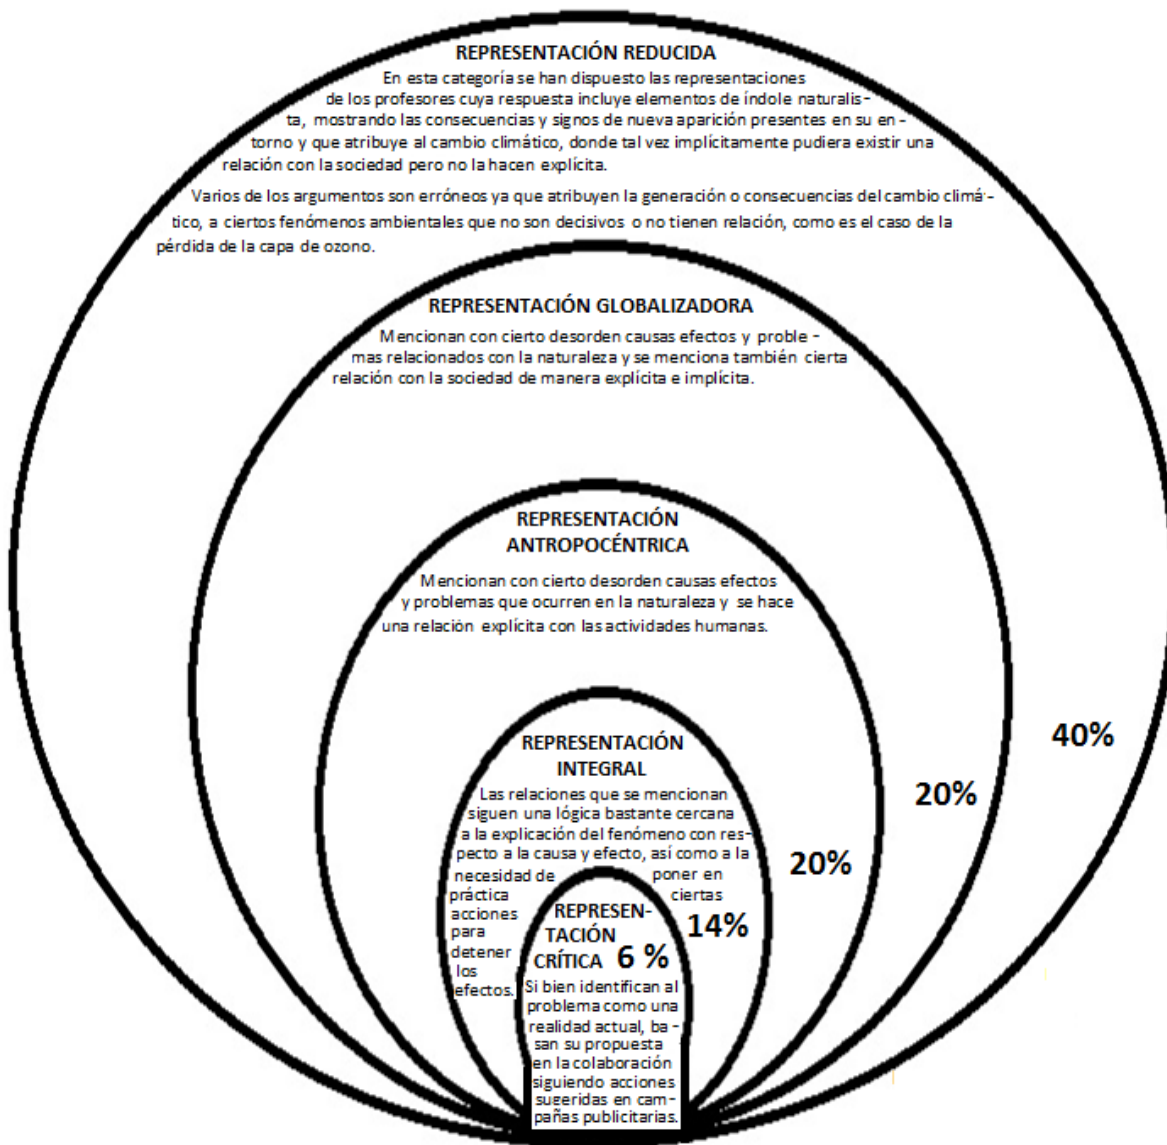 REPRESENTACIÓN REDUCIDA
En esta categoría se han dispuesto las representaciones
de los profesores cuya respuesta incluye elementos de índole naturalis-
ta, mostrando las consecuencias y signos de nueva aparición presentes en su en-
torno y que atribuye al cambio climático, donde tal vez implícitamente pudiera existir una
relación con la sociedad pero no la hacen explícita.
Varios de los argumentos son erróneos ya que atribuyen la generación o consecuencias del cambio climá-
tico, a ciertos fenómenos ambientales que no son decisivos o no tienen relación, como es el caso de la
pérdida de la capa de ozono.
40%
REPRESENTACIÓN GLOBALIZADORA
Mencionan con cierto desorden causas efectos y proble-
mas relacionados con la naturaleza y se menciona también cierta
relación con la sociedad de manera explícita e implícita.
20%
REPRESENTACIÓN
ANTROPOCÉNTRICA
Mencionan con cierto desorden causas efectos
y problemas que ocurren en la naturaleza y se hace
una relación explícita con las actividades humanas.
20%
REPRESENTACIÓN
INTEGRAL
Las relaciones que se mencionan
siguen una lógica bastante cercana
a la explicación del fenómeno con res-
pecto a la causa y efecto, así como a la
necesidad de poner en
práctica ciertas
acciones
para
detener
los
efectos.
14%
REPRESEN-
TACIÓN
CRÍTICA 6 %
Si bien identifican al
problema como una
realidad actual, ba-
san su propuesta
en la colaboración
siguiendo acciones
sugeridas en cam-
pañas publicitarias.